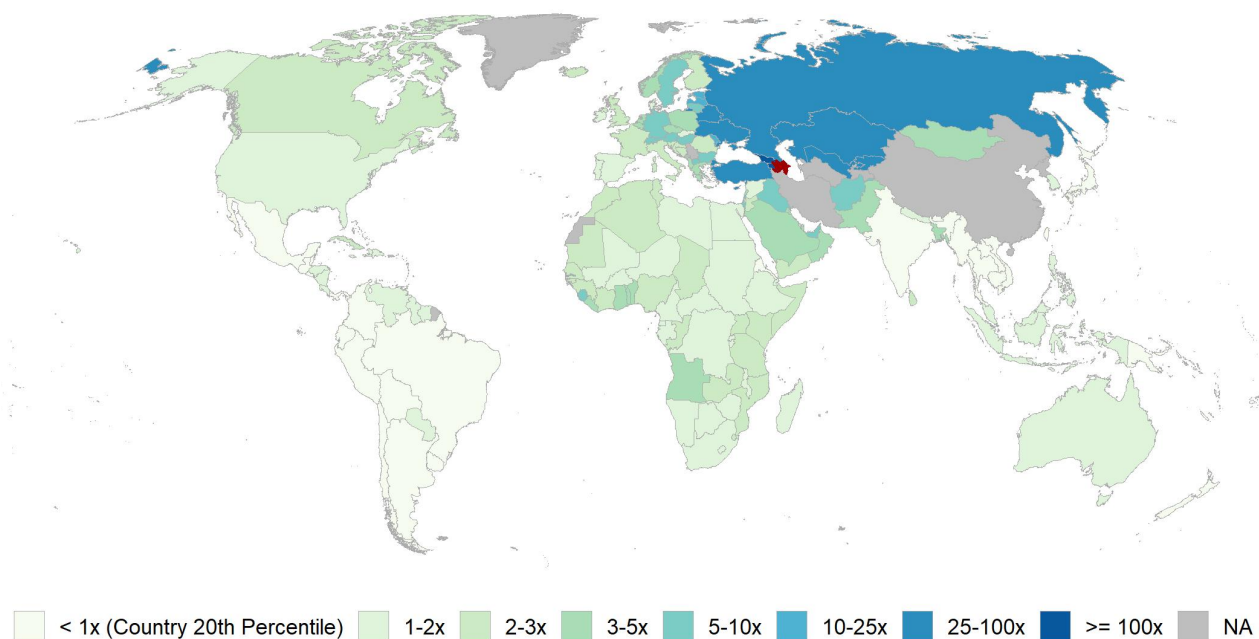 < 1x (Country 20th Percentile) 1-2x 2-3x 3-5x 5-10x 10-25x 25-100x >= 100x NA